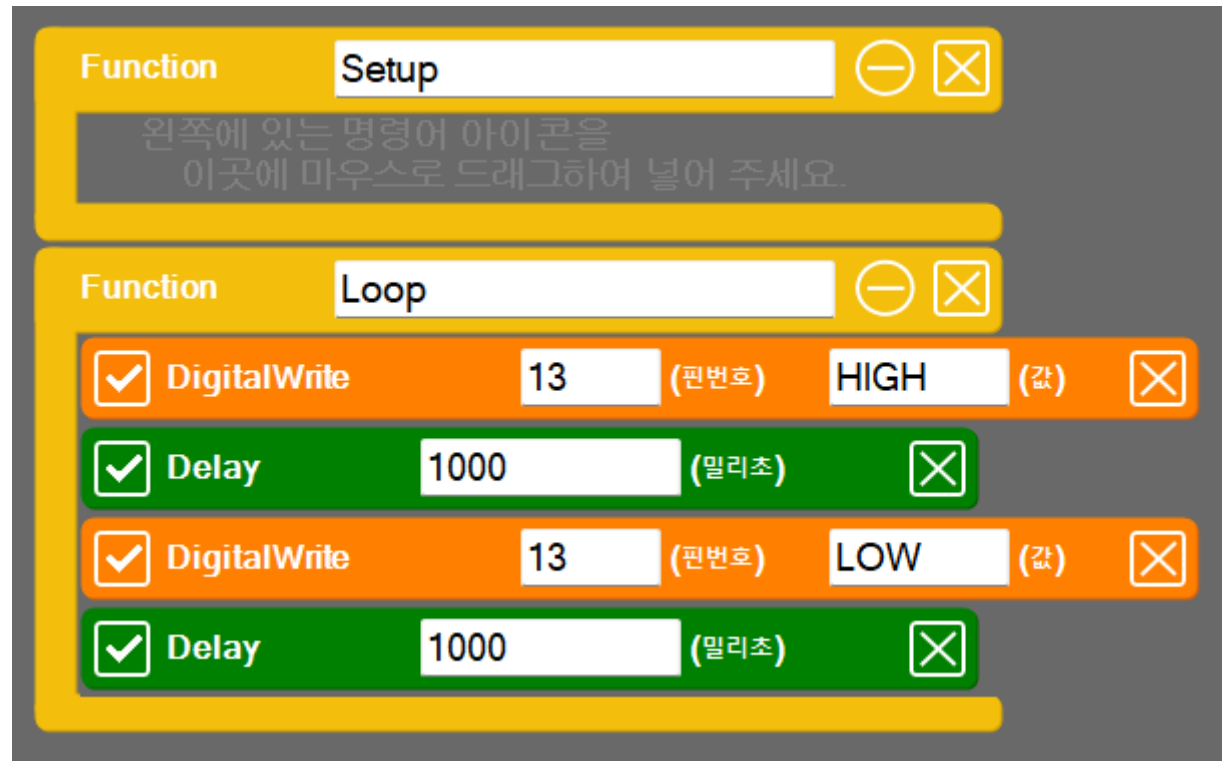 Function Setup
왼쪽에 있는 명령어 아이콘을
이곳에 마우스로 드래그하여 넣어 주세요.
Function Loop
DigitalWrite 13 (핀번호) HIGH (값)
Delay 1000 (밀리초)
DigitalWrite 13 (핀번호) LOW (값)
Delay 1000 (밀리초)